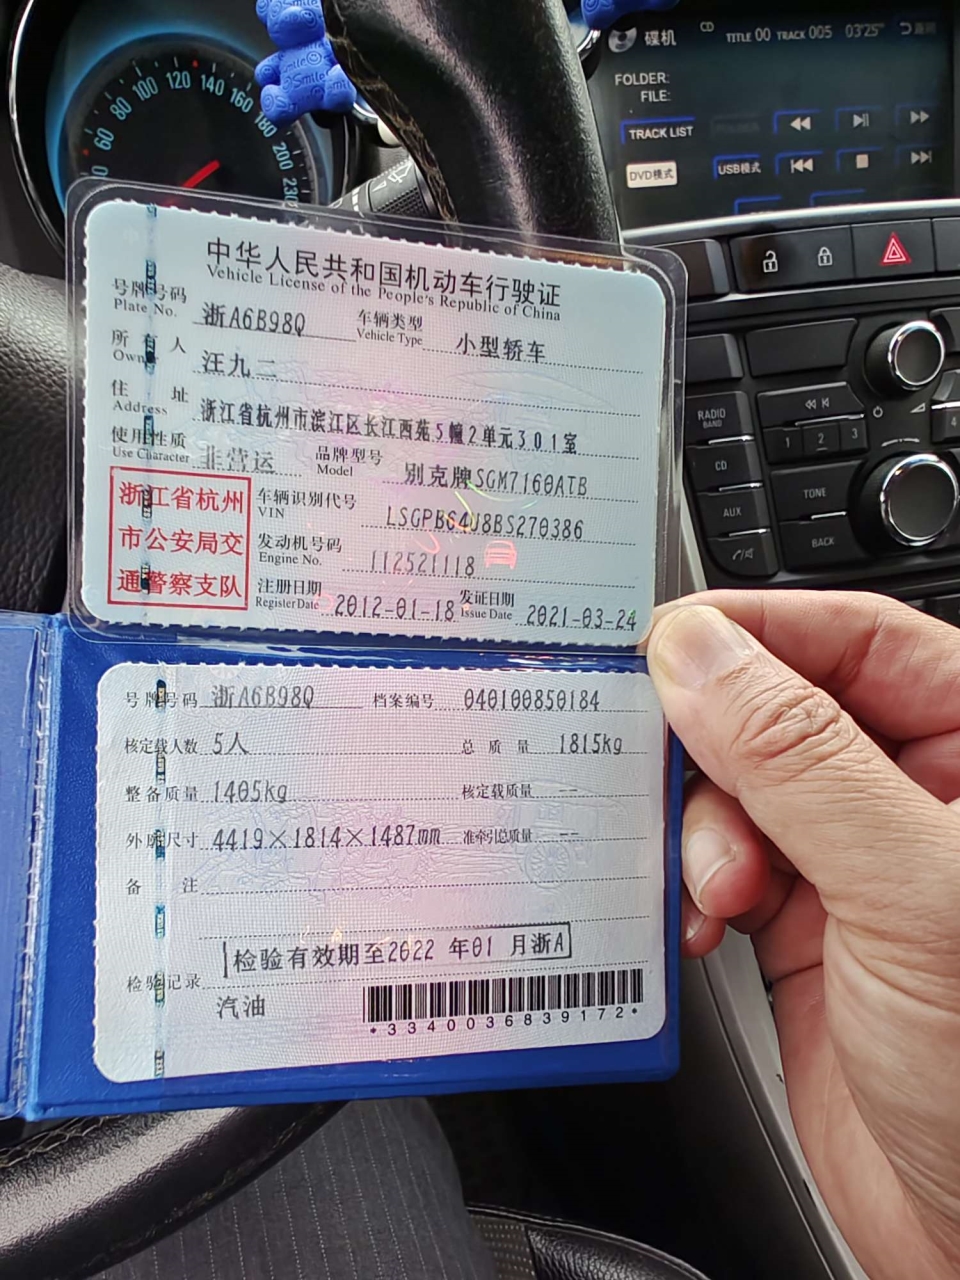 Smile
Smile
碟机 CD TITLE 00 TRACK 005 03'25"
FOLDER:
FILE:
TRACK LIST
DVD模式 USB模式
60 80 100 120 140 160 180 200
中华人民共和国机动车行驶证
Vehicle License of the People's Republic of China
号牌号码 浙A6B98Q 车辆类型 小型轿车
Plate No. Vehicle Type
所有人 汪九二
Owner
住址 浙江省杭州市滨江区长江西苑5幢2单元301室
Address
使用性质 非营运 品牌型号 别克牌SGM7160ATB
Use Character Model
浙江省杭州
市公安局交
通警察支队
车辆识别代号 LSGPB64U8BS270386
VIN
发动机号码 112521118
Engine No.
注册日期 2012-01-18 发证日期 2021-03-24
Register Date Issue Date
号牌号码 浙A6B98Q 档案编号 040100850184
核定载人数 5人 总质量 1815kg
整备质量 1405kg 核定载质量 --
外廓尺寸 4419×1814×1487mm 准牵引总质量 --
备注
检验有效期至2022年01月浙A
检验记录
汽油
*3340036839172*
RADIO
BAND
CD
AUX
1 2 3 4
TONE
BACK